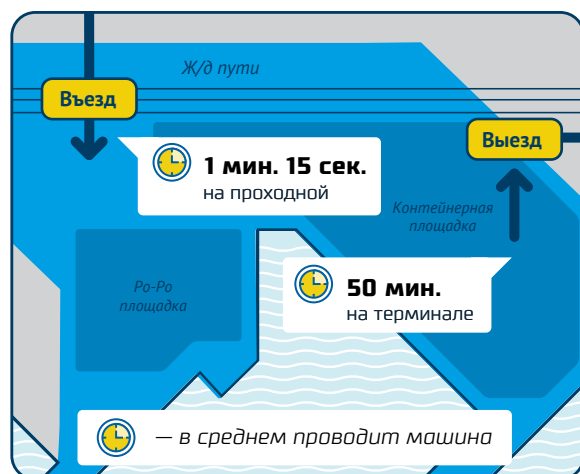 Ж/д пути
Въезд
Выезд
1 мин. 15 сек.
на проходной
Контейнерная
площадка
Ро-Ро
площадка
50 мин.
на терминале
— в среднем проводит машина